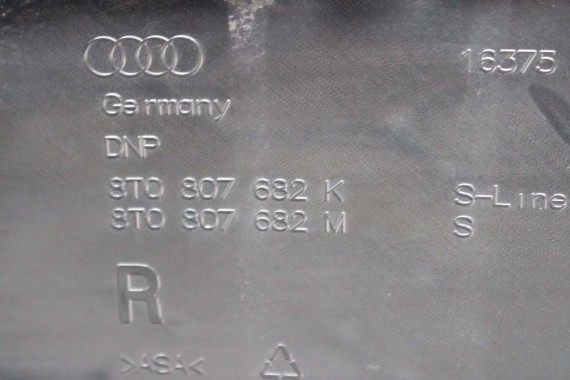 16375
Germany
DNP
8T0 807 682 K S-Line
8T0 807 682 M S
R
>ASA<